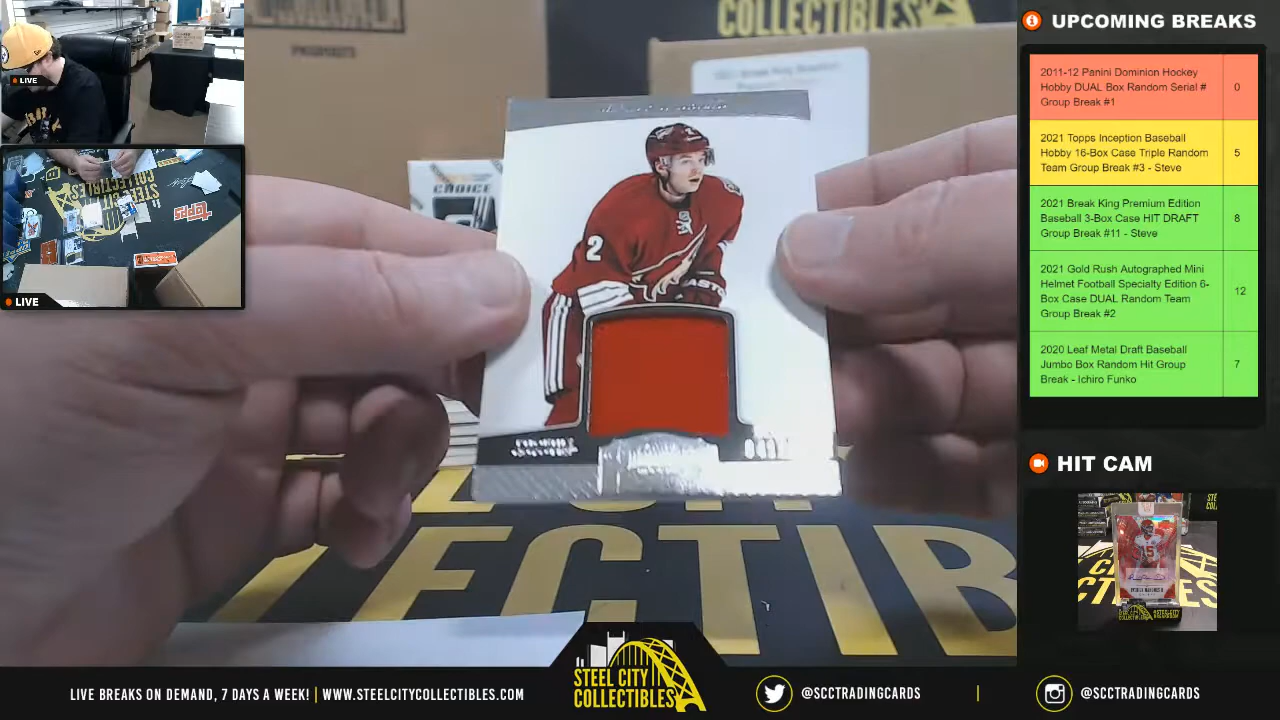 COLLECTIBLES
CHOICE
2
EASTON
LIVE
LIVE
UPCOMING BREAKS
2011-12 Panini Dominion Hockey
Hobby DUAL Box Random Serial #
Group Break #1
0
2021 Topps Inception Baseball
Hobby 16-Box Case Triple Random
Team Group Break #3 - Steve
5
2021 Break King Premium Edition
Baseball 3-Box Case HIT DRAFT
Group Break #11 - Steve
8
2021 Gold Rush Autographed Mini
Helmet Football Specialty Edition 6-
Box Case DUAL Random Team
Group Break #2
12
2020 Leaf Metal Draft Baseball
Jumbo Box Random Hit Group
Break - Ichiro Funko
7
HIT CAM
LIVE BREAKS ON DEMAND, 7 DAYS A WEEK! | WWW.STEELCITYCOLLECTIBLES.COM
STEEL CITY
COLLECTIBLES
@SCCTRADINGCARDS
@SCCTRADINGCARDS